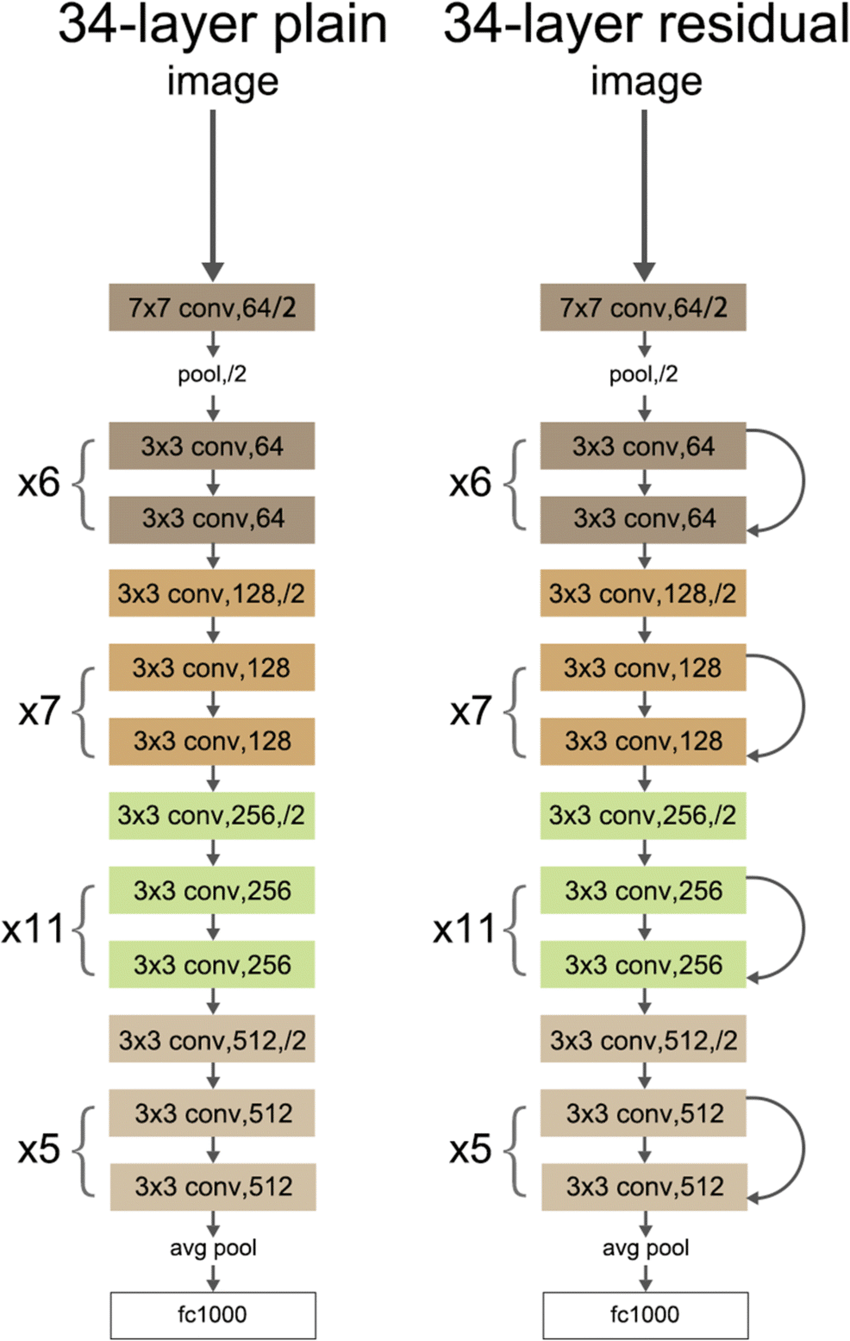 34-layer plain
image
7x7 conv,64/2
pool,/2
x6
3x3 conv,64
3x3 conv,64
3x3 conv,128,/2
x7
3x3 conv,128
3x3 conv,128
3x3 conv,256,/2
x11
3x3 conv,256
3x3 conv,256
3x3 conv,512,/2
x5
3x3 conv,512
3x3 conv,512
avg pool
fc1000
34-layer residual
image
7x7 conv,64/2
pool,/2
x6
3x3 conv,64
3x3 conv,64
3x3 conv,128,/2
x7
3x3 conv,128
3x3 conv,128
3x3 conv,256,/2
x11
3x3 conv,256
3x3 conv,256
3x3 conv,512,/2
x5
3x3 conv,512
3x3 conv,512
avg pool
fc1000